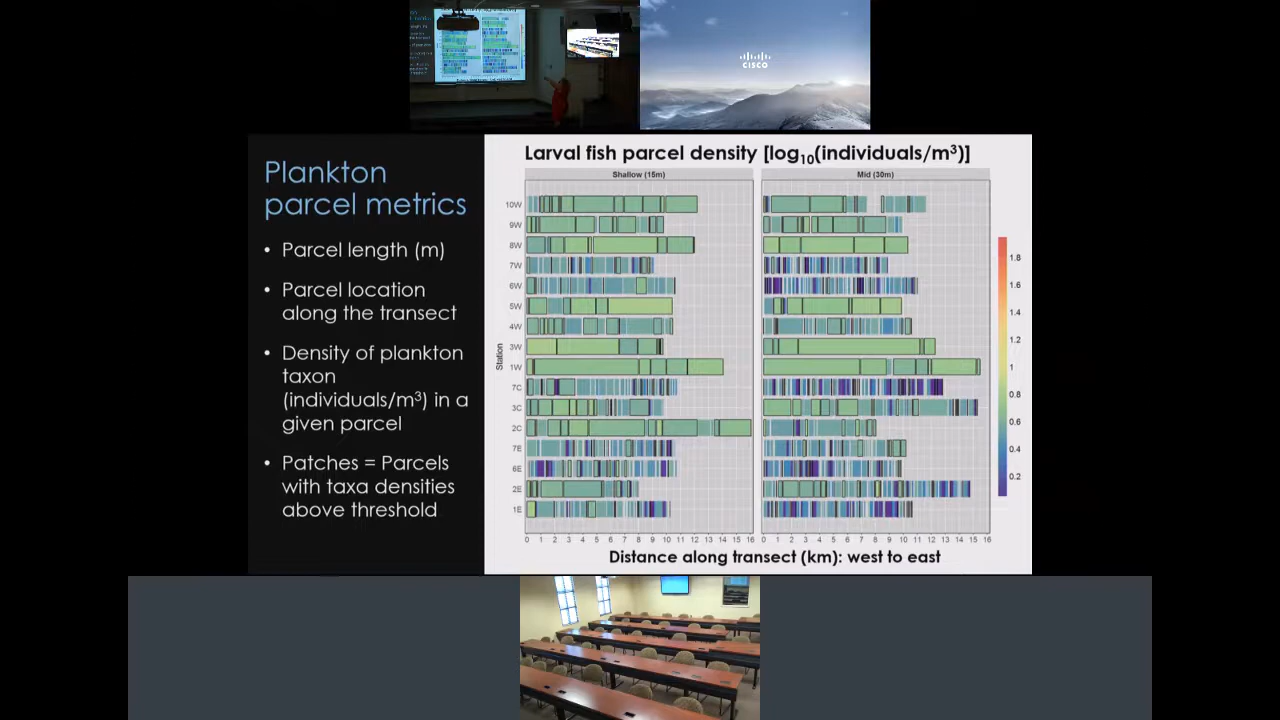 CISCO
Plankton
parcel metrics
• Parcel length (m)
• Parcel location
along the transect
• Density of plankton
taxon
(individuals/m³) in a
given parcel
• Patches = Parcels
with taxa densities
above threshold
Larval fish parcel density [log₁₀(individuals/m³)]
Shallow (15m)
Mid (30m)
Station
10W
9W
8W
7W
6W
5W
4W
3W
1W
7C
3C
2C
7E
6E
2E
1E
0 1 2 3 4 5 6 7 8 9 10 11 12 13 14 15 16
0 1 2 3 4 5 6 7 8 9 10 11 12 13 14 15 16
Distance along transect (km): west to east
1.8
1.6
1.4
1.2
1
0.8
0.6
0.4
0.2